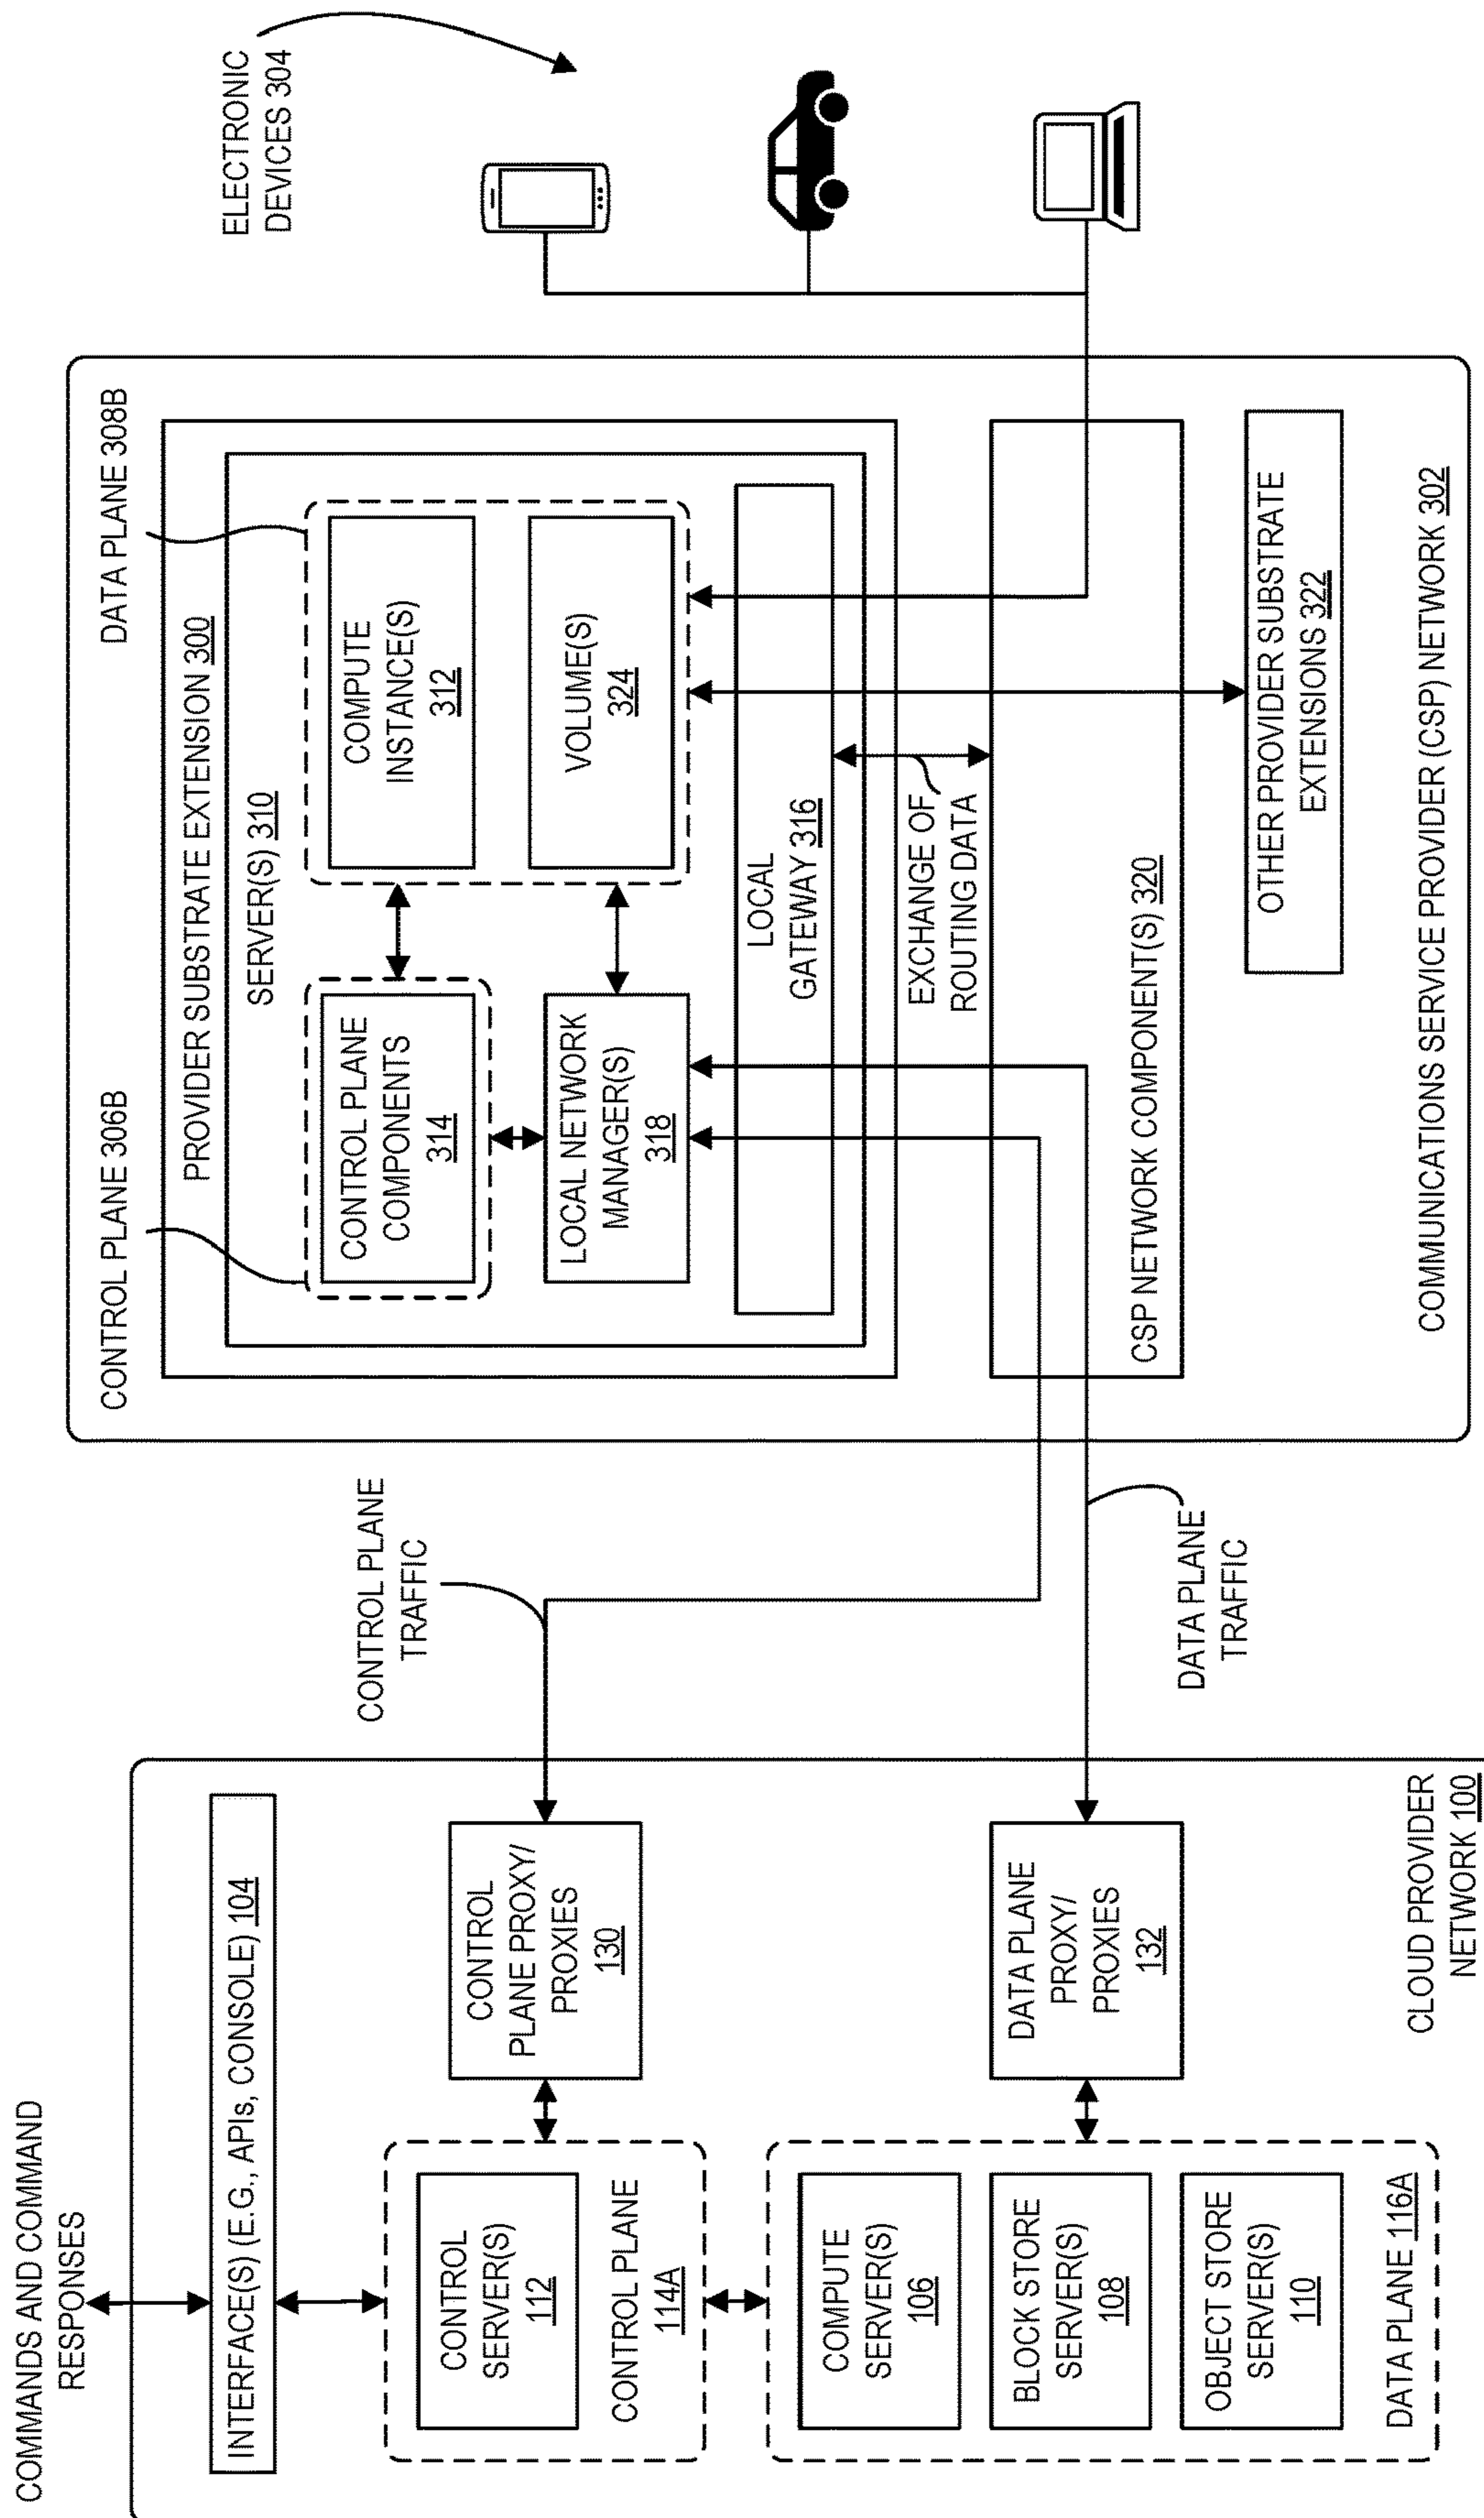 COMMANDS AND COMMAND
RESPONSES
INTERFACE(S) (E.G., APIs, CONSOLE) 104
CONTROL
SERVER(S)
112
CONTROL PLANE
114A
CONTROL
PLANE PROXY/
PROXIES
130
COMPUTE
SERVER(S)
106
BLOCK STORE
SERVER(S)
108
OBJECT STORE
SERVER(S)
110
DATA PLANE 116A
DATA PLANE
PROXY/
PROXIES
132
CLOUD PROVIDER
NETWORK 100
CONTROL PLANE
TRAFFIC
DATA PLANE
TRAFFIC
CONTROL PLANE 306B
DATA PLANE 308B
PROVIDER SUBSTRATE EXTENSION 300
SERVER(S) 310
CONTROL PLANE
COMPONENTS
314
COMPUTE
INSTANCE(S)
312
LOCAL NETWORK
MANAGER(S)
318
VOLUME(S)
324
LOCAL
GATEWAY 316
EXCHANGE OF
ROUTING DATA
CSP NETWORK COMPONENT(S) 320
OTHER PROVIDER SUBSTRATE
EXTENSIONS 322
COMMUNICATIONS SERVICE PROVIDER (CSP) NETWORK 302
ELECTRONIC
DEVICES 304